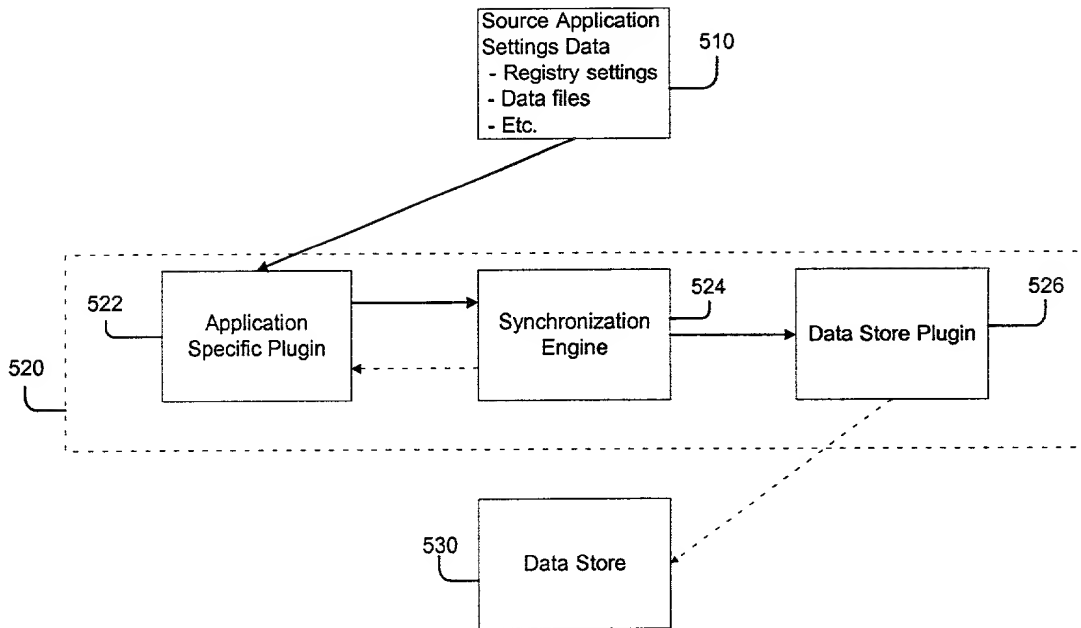 Source Application
Settings Data
- Registry settings
- Data files
- Etc.
510
522
Application
Specific Plugin
Synchronization
Engine
524
Data Store Plugin
526
520
530
Data Store